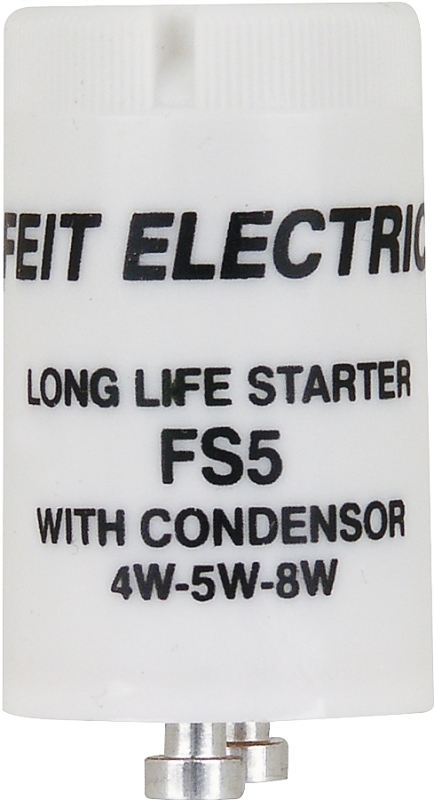 FEIT ELECTRIC
LONG LIFE STARTER
FS5
WITH CONDENSOR
4W-5W-8W